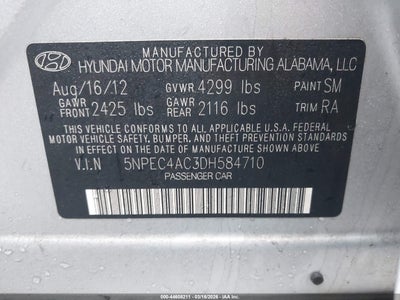 MANUFACTURED BY
HYUNDAI MOTOR MANUFACTURING ALABAMA, LLC
Aug/16/12 GVWR 4299 lbs PAINT SM
GAWR FRONT 2425 lbs GAWR REAR 2116 lbs TRIM RA
THIS VEHICLE CONFORMS TO ALL APPLICABLE U.S.A. FEDERAL
MOTOR VEHICLE SAFETY, BUMPER, AND THEFT PREVENTION
STANDARDS IN EFFECT ON THE DATE OF MANUFACTURE SHOWN ABOVE.
V.I.N 5NPEC4AC3DH584710
PASSENGER CAR